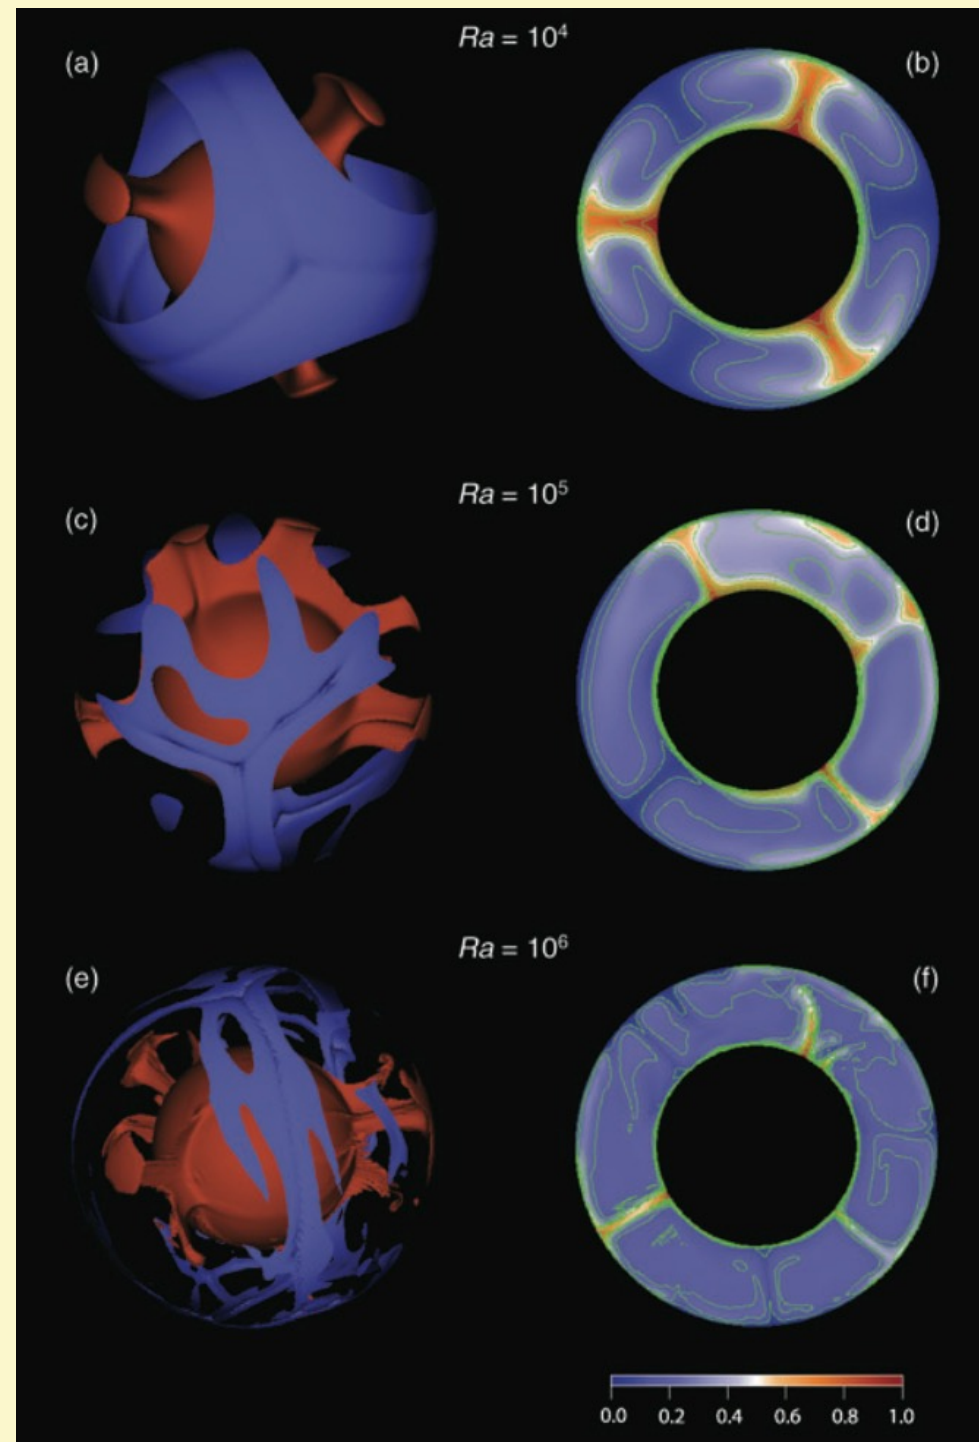 Ra = 10⁴
(a)
(b)
Ra = 10⁵
(c)
(d)
Ra = 10⁶
(e)
(f)
0.0 0.2 0.4 0.6 0.8 1.0